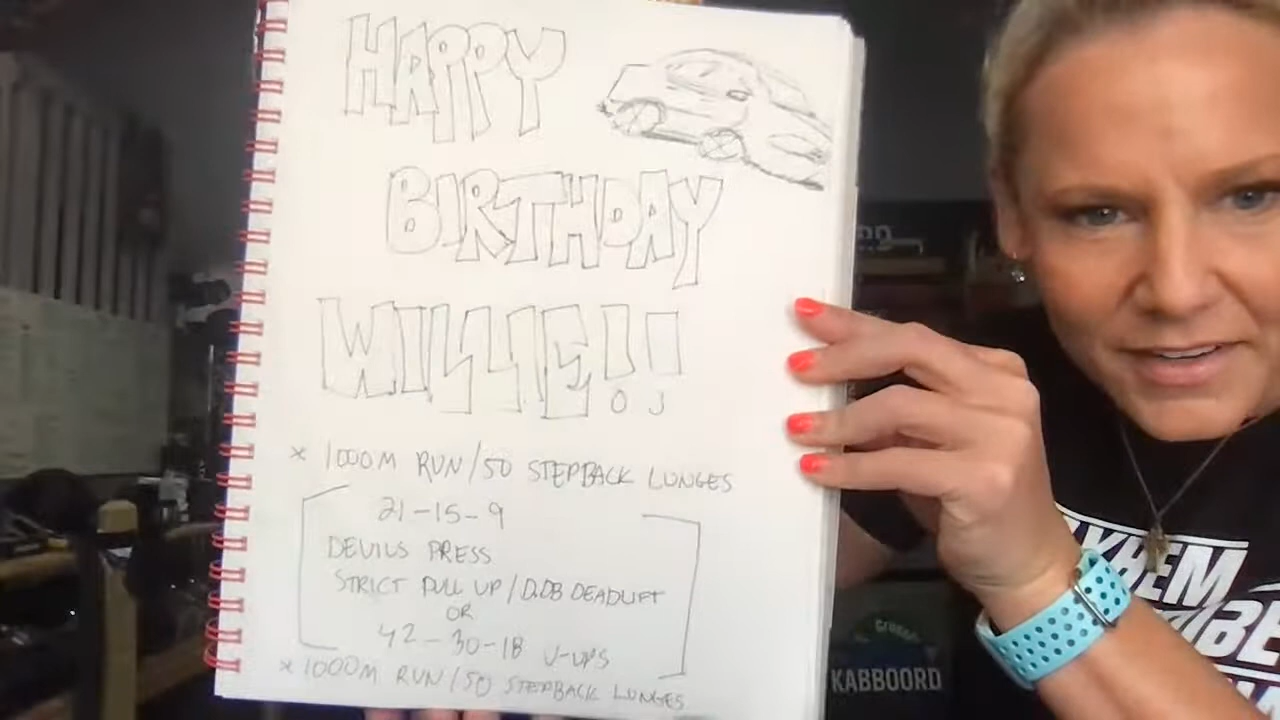 HAPPY
BIRTHDAY
WILLIE!!
OJ
* 1000M RUN/50 STEPBACK LUNGES
21-15-9
DEVILS PRESS
STRICT PULL UP/D.DB DEADLIFT
OR
42-30-18 V-UPS
* 1000M RUN/50 STEPBACK LUNGES
KABBOORD